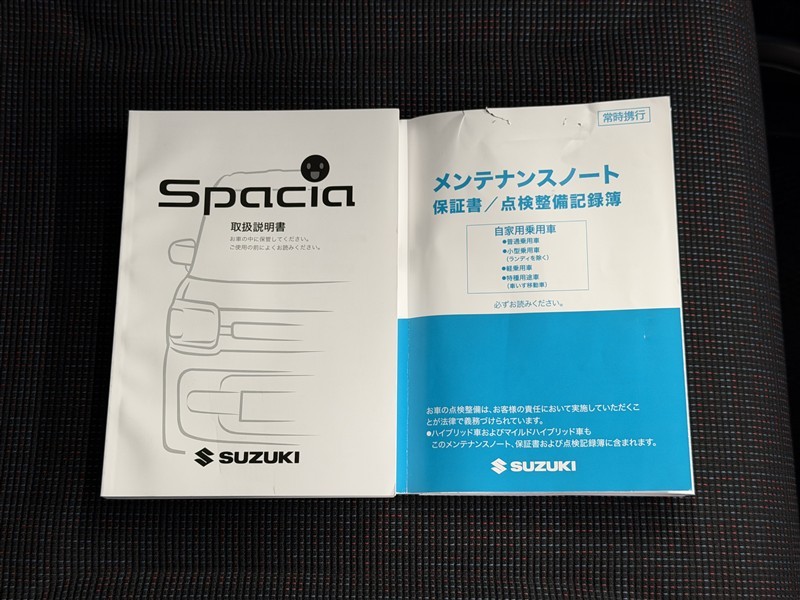 Spacia
取扱説明書
お車の中に保管してください。
ご使用の前によくお読みください。
SUZUKI
常時携行
メンテナンスノート
保証書／点検整備記録簿
自家用乗用車
●普通乗用車
●小型乗用車
(ランディを除く)
●軽乗用車
●特種用途車
(車いす移動車)
必ずお読みください。
お車の点検整備は、お客様の責任において実施していただくこ
とが法律で義務づけられています。
●ハイブリッド車およびマイルドハイブリッド車も
このメンテナンスノート、保証書および点検記録簿に含まれます。
SUZUKI